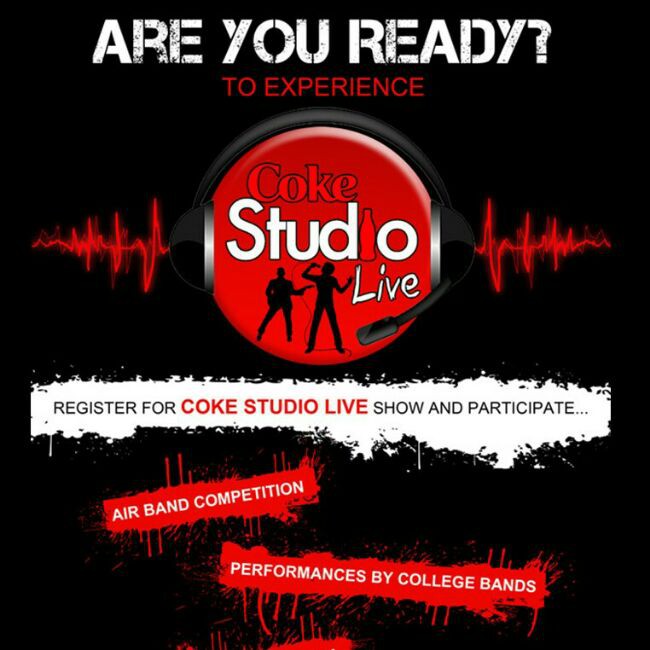 ARE YOU READY?
TO EXPERIENCE
Coke
Studio
Live
REGISTER FOR COKE STUDIO LIVE SHOW AND PARTICIPATE...
AIR BAND COMPETITION
PERFORMANCES BY COLLEGE BANDS